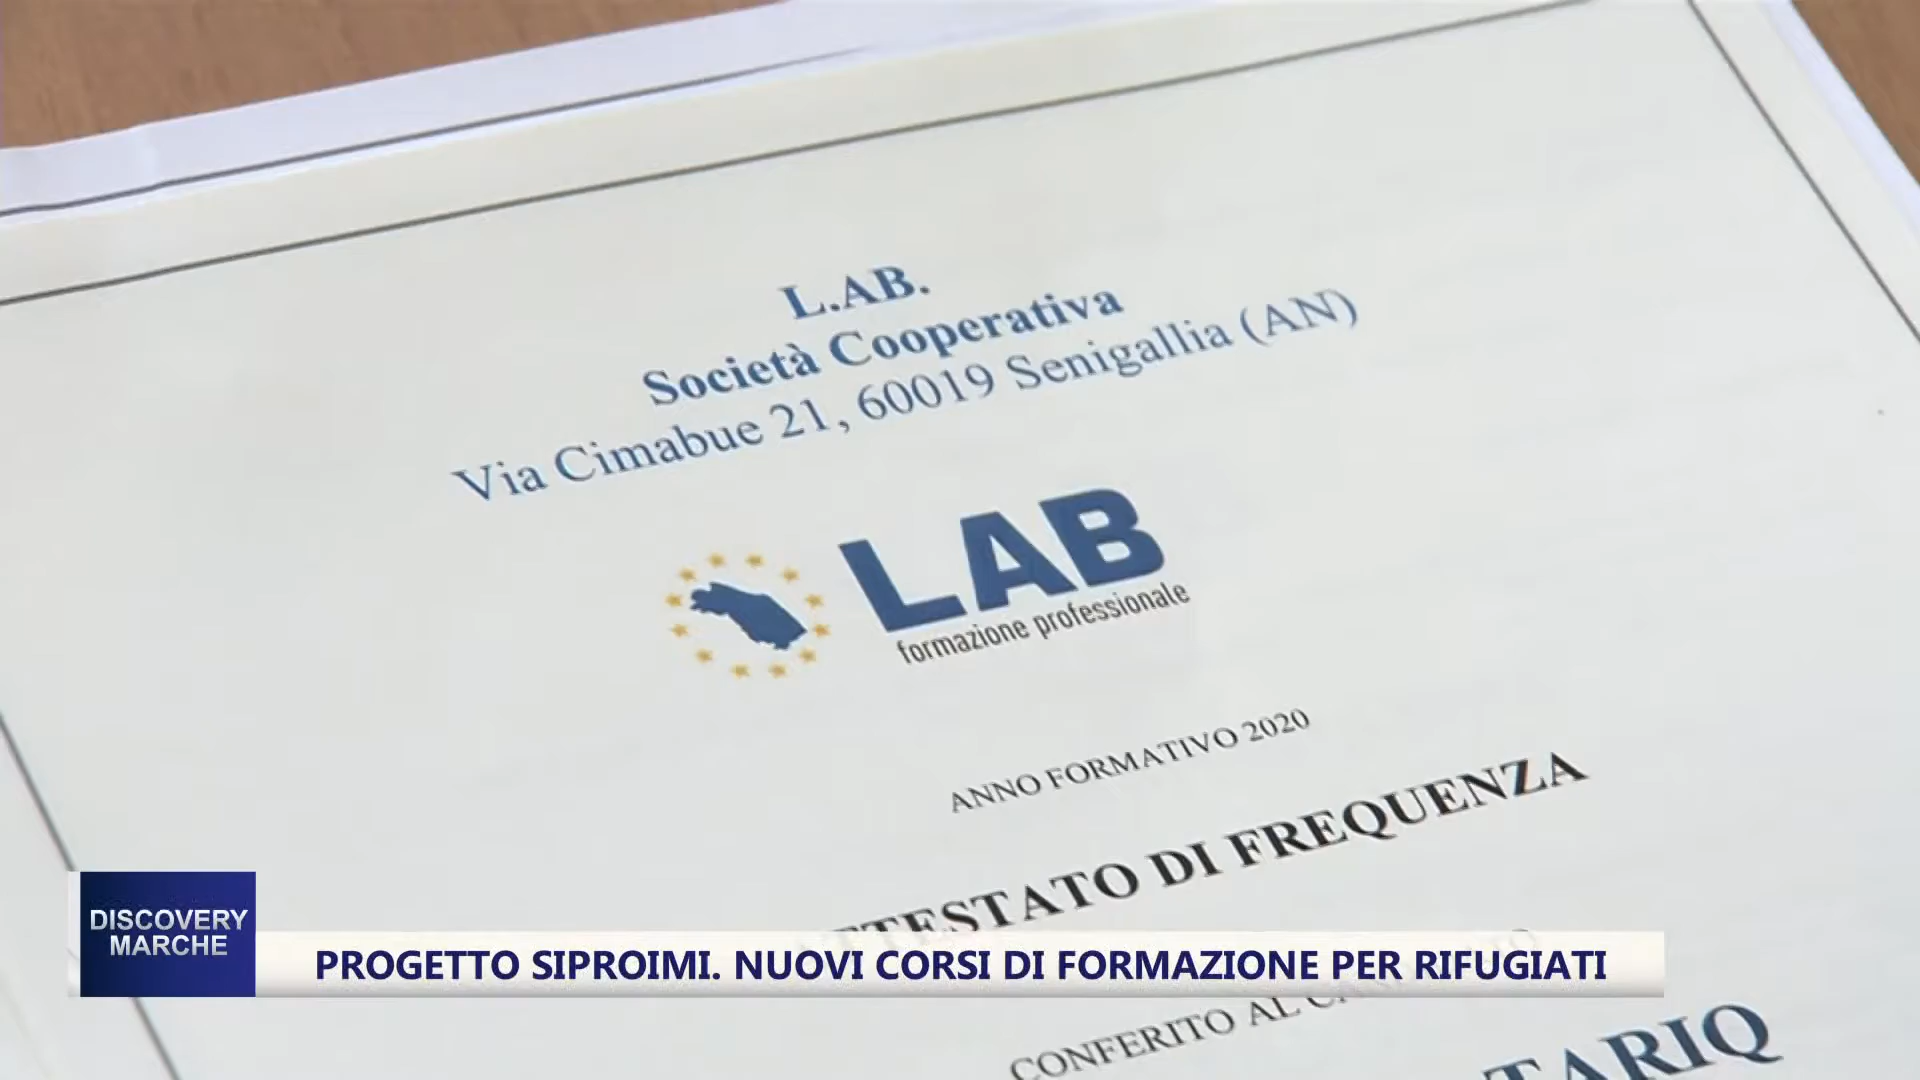 L.AB.
Società Cooperativa
Via Cimabue 21, 60019 Senigallia (AN)
LAB
formazione professionale
ANNO FORMATIVO 2020
ATTESTATO DI FREQUENZA
DISCOVERY
MARCHE
PROGETTO SIPROIMI. NUOVI CORSI DI FORMAZIONE PER RIFUGIATI
CONFERITO AL
TARIQ